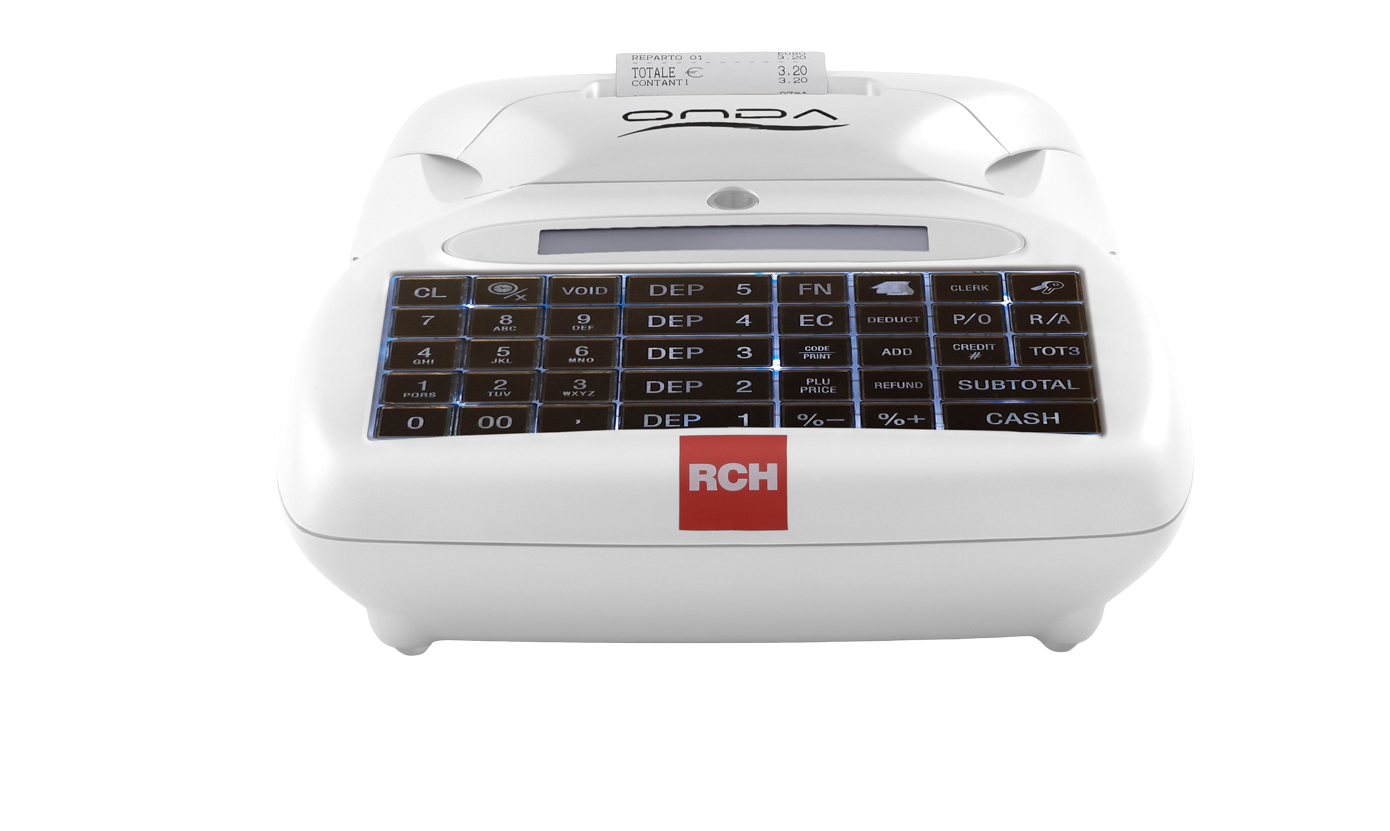 REPARTO 01 EURO 3.20
TOTALE € 3.20
CONTANTI 3.20
ONDA
CL X VOID DEP 5 FN CLERK
7 8 ABC 9 DEF DEP 4 EC DEDUCT P/O R/A
4 GHI 5 JKL 6 MNO DEP 3 CODE PRINT ADD CREDIT # TOT3
1 PQRS 2 TUV 3 WXYZ DEP 2 PLU PRICE REFUND SUBTOTAL
0 00 , DEP 1 %− %+ CASH
RCH